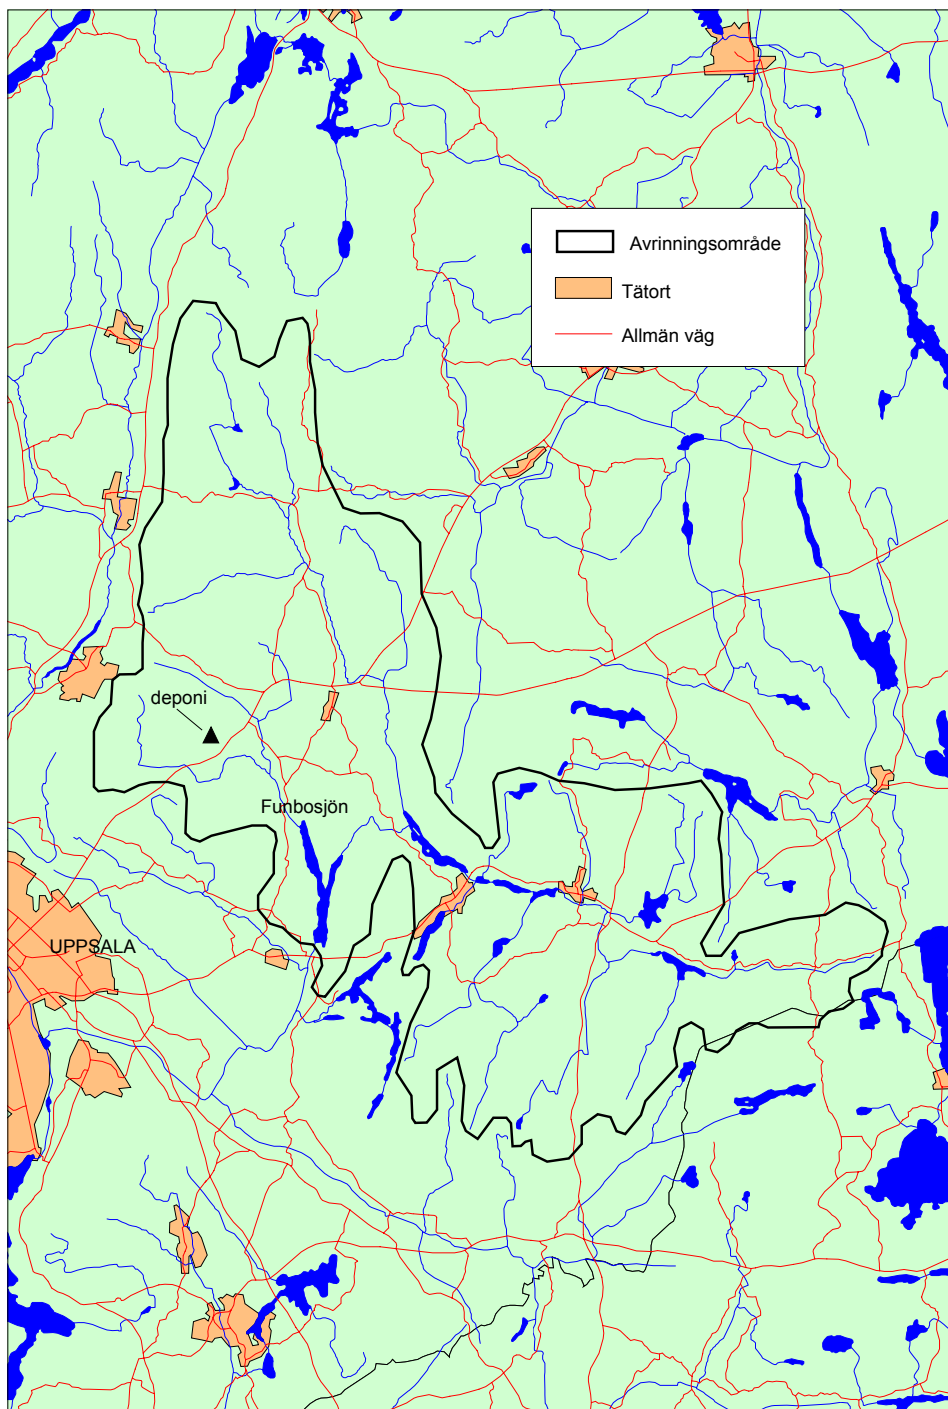 Avrinningsområde
Tätort
Allmän väg
deponi
Funbosjön
UPPSALA